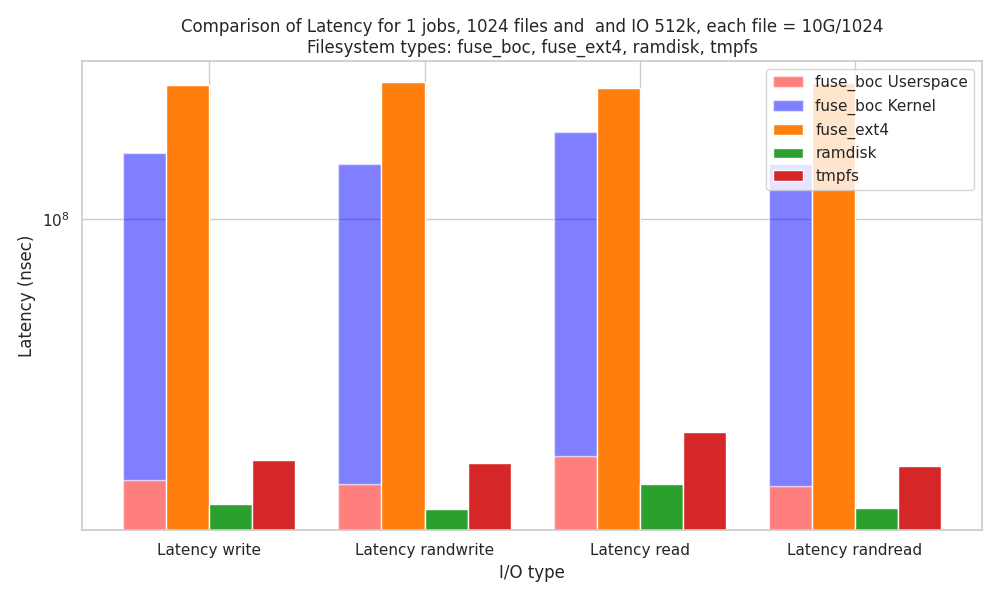 Comparison of Latency for 1 jobs, 1024 files and  and IO 512k, each file = 10G/1024
Filesystem types: fuse_boc, fuse_ext4, ramdisk, tmpfs
fuse_boc Userspace
fuse_boc Kernel
fuse_ext4
ramdisk
tmpfs
10⁸
Latency (nsec)
Latency write
Latency randwrite
Latency read
Latency randread
I/O type